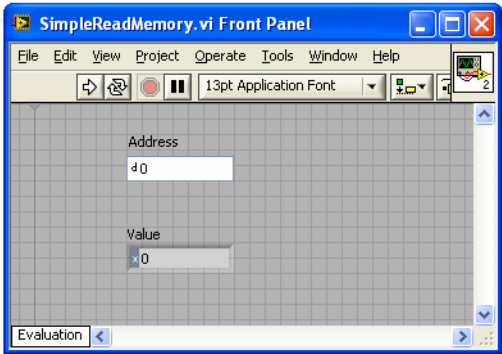 SimpleReadMemory.vi Front Panel
File Edit View Project Operate Tools Window Help
13pt Application Font
2
Address
d 0
Value
x 0
Evaluation